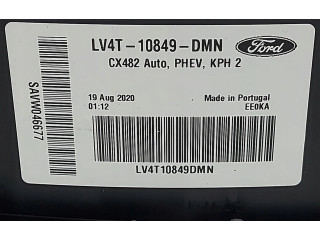 LV4T-10849-DMN
Ford
CX482 Auto, PHEV, KPH 2
SAVW046677
19 Aug 2020
01:12
Made in Portugal
EE0KA
LV4T10849DMN